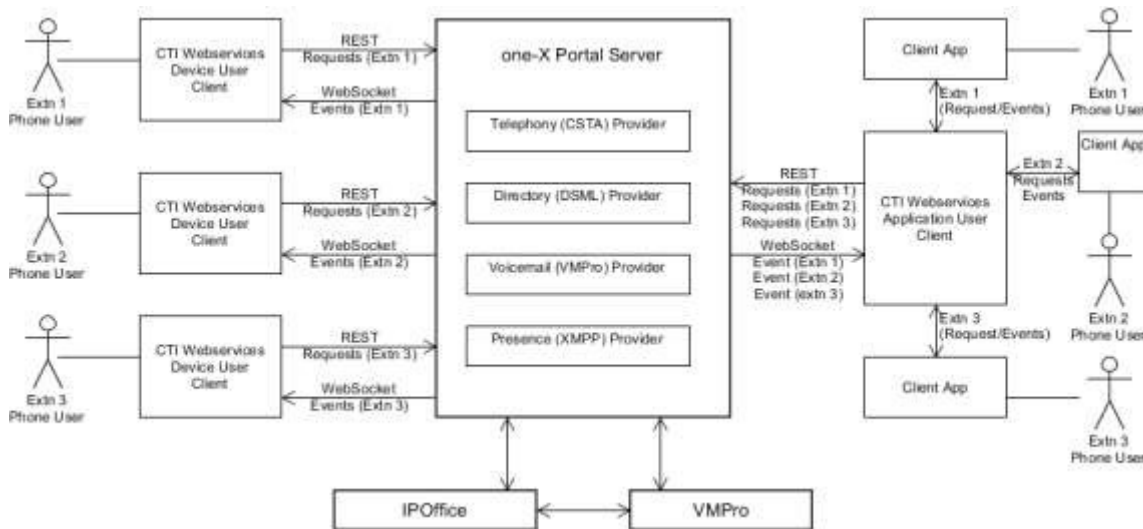 Extn 1
Phone User
CTI Webservices
Device User
Client
REST
Requests (Extn 1)
WebSocket
Events (Extn 1)
Extn 2
Phone User
CTI Webservices
Device User
Client
REST
Requests (Extn 2)
WebSocket
Events (Extn 2)
Extn 3
Phone User
CTI Webservices
Device User
Client
REST
Requests (Extn 3)
WebSocket
Events (Extn 3)
one-X Portal Server
Telephony (CSTA) Provider
Directory (DSML) Provider
Voicemail (VMPro) Provider
Presence (XMPP) Provider
IPOffice
VMPro
REST
Requests (Extn 1)
Requests (Extn 2)
Requests (Extn 3)
WebSocket
Event (Extn 1)
Event (Extn 2)
Event (extn 3)
Client App
Extn 1
(Request/Events)
CTI Webservices
Application User
Client
Extn 3
(Request/Events)
Client App
Extn 1
Phone User
Client App
Extn 2
Requests
Events
Extn 2
Phone User
Extn 3
Phone User